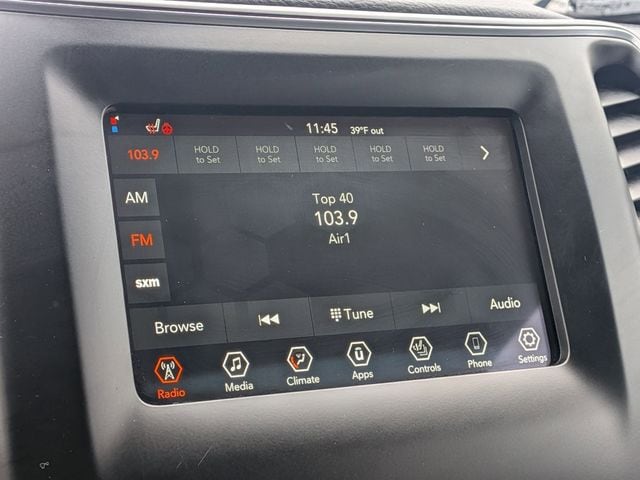 11:45 39°F out
103.9 HOLD to Set HOLD to Set HOLD to Set HOLD to Set HOLD to Set
AM
Top 40
103.9
FM
Air1
sxm
Browse Tune Audio
Radio Media Climate Apps Controls Phone Settings